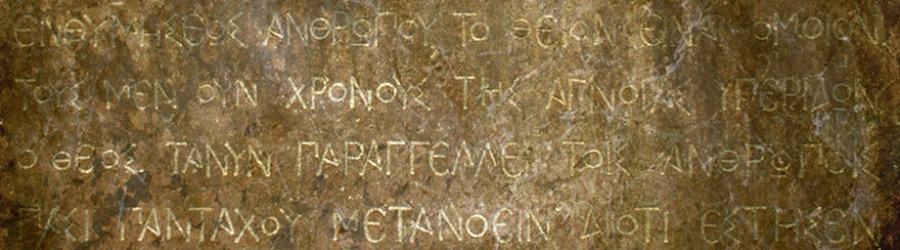 ΕΝΘΥΜΗΣΕΩΣ ΑΝΘΡΩΠΟΥ ΤΟ ΘΕΙΟΝ ΕΙΝΑΙ ΟΜΟΙΟΝ
ΤΟΥΣ ΜΕΝ ΟΥΝ ΧΡΟΝΟΥΣ ΤΗΣ ΑΓΝΟΙΑΣ ΥΠΕΡΙΔΩΝ
Ο ΘΕΟΣ ΤΑΝΥΝ ΠΑΡΑΓΓΕΛΛΕΙ ΤΟΙΣ ΑΝΘΡΩΠΟΙΣ
ΠΑΣΙ ΠΑΝΤΑΧΟΥ ΜΕΤΑΝΟΕΙΝ ΔΙΟΤΙ ΕΣΤΗΣΕΝ